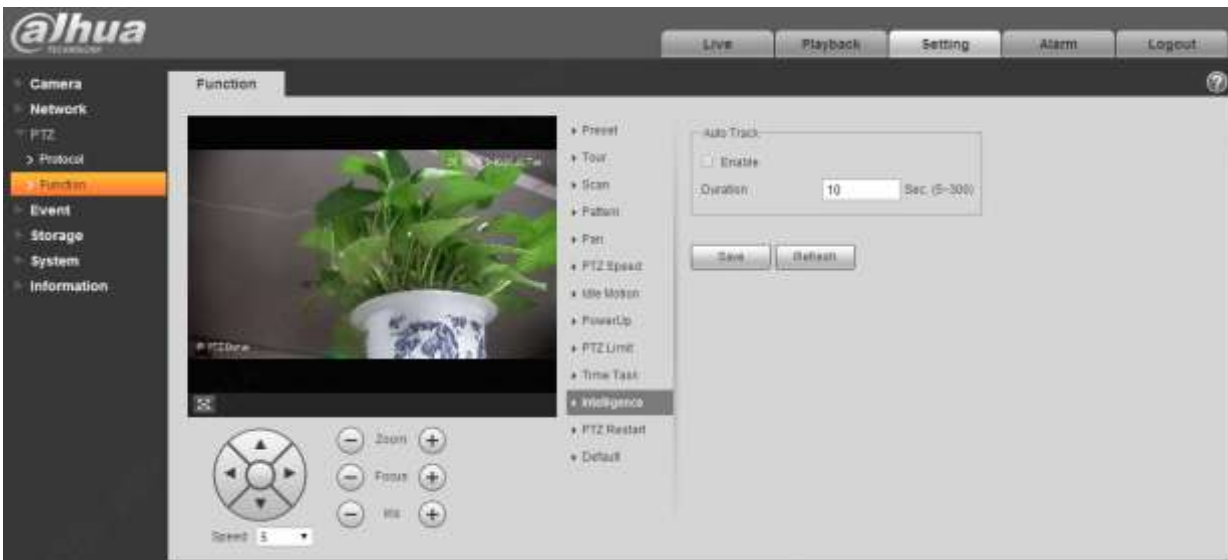 alhua
TECHNOLOGY
Live
Playback
Setting
Alarm
Logout
Camera
Network
PTZ
Protocol
Function
Event
Storage
System
Information
Function
Preset
Tour
Scan
Pattern
Pan
PTZ Speed
Idle Motion
PowerUp
PTZ Limit
Time Task
Intelligence
PTZ Restart
Default
Auto Track
Enable
Duration 10 Sec. (5~300)
Save Refresh
Zoom
Focus
Iris
Speed 5